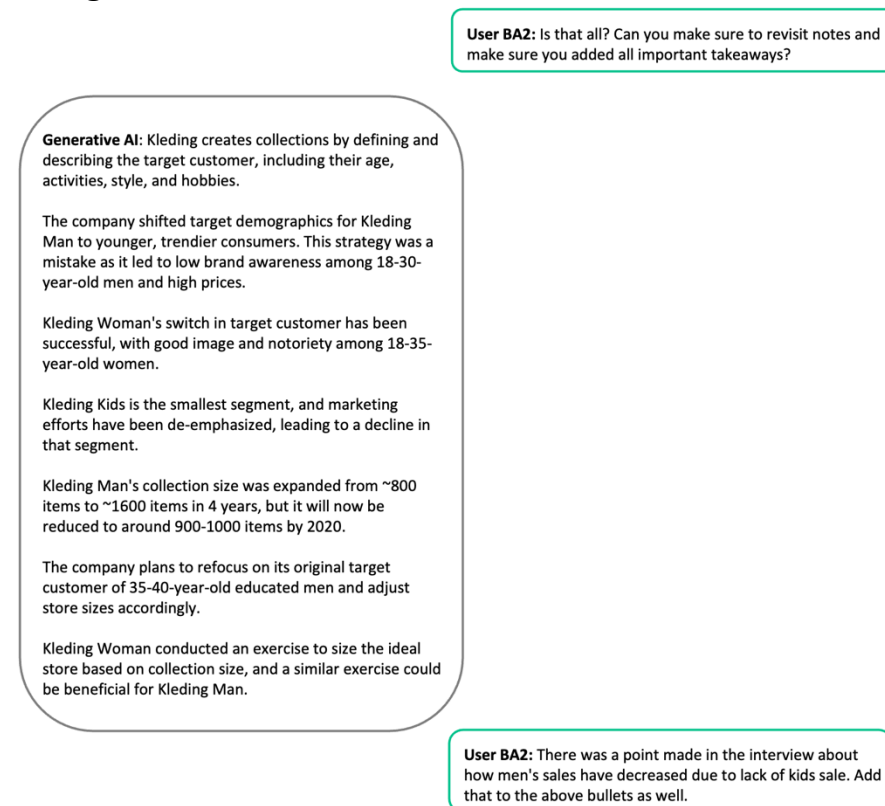 User BA2: Is that all? Can you make sure to revisit notes and
make sure you added all important takeaways?
Generative AI: Kleding creates collections by defining and
describing the target customer, including their age,
activities, style, and hobbies.
The company shifted target demographics for Kleding
Man to younger, trendier consumers. This strategy was a
mistake as it led to low brand awareness among 18-30-
year-old men and high prices.
Kleding Woman's switch in target customer has been
successful, with good image and notoriety among 18-35-
year-old women.
Kleding Kids is the smallest segment, and marketing
efforts have been de-emphasized, leading to a decline in
that segment.
Kleding Man's collection size was expanded from ~800
items to ~1600 items in 4 years, but it will now be
reduced to around 900-1000 items by 2020.
The company plans to refocus on its original target
customer of 35-40-year-old educated men and adjust
store sizes accordingly.
Kleding Woman conducted an exercise to size the ideal
store based on collection size, and a similar exercise could
be beneficial for Kleding Man.
User BA2: There was a point made in the interview about
how men's sales have decreased due to lack of kids sale. Add
that to the above bullets as well.